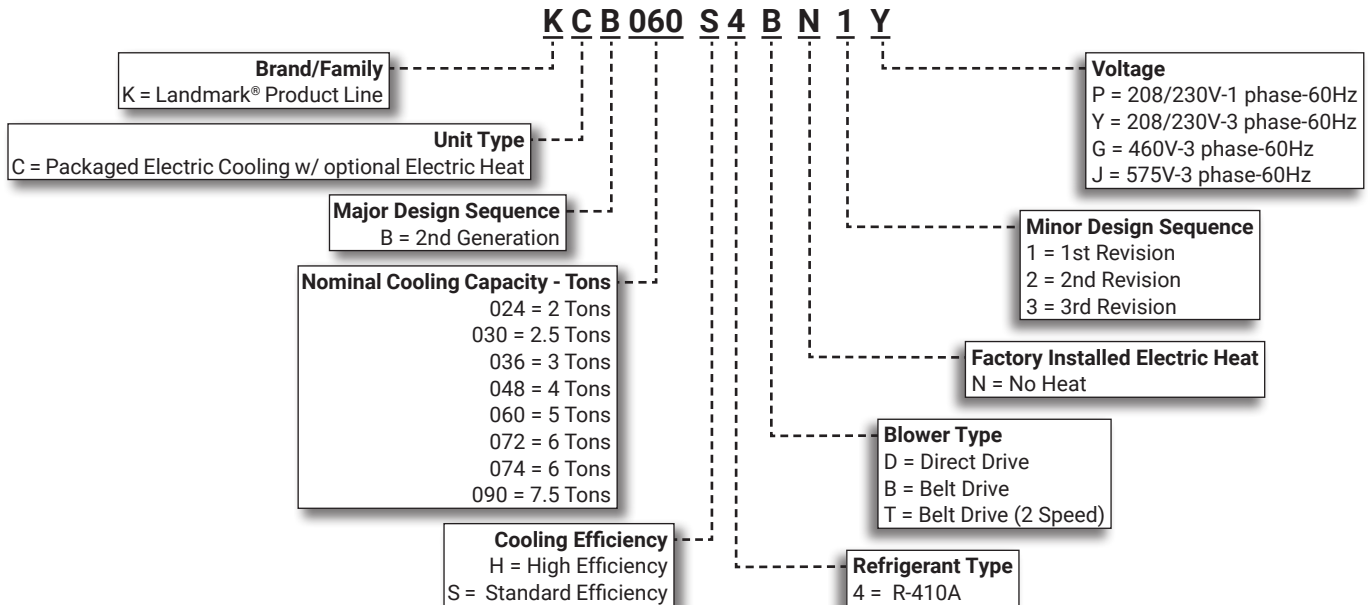 K C B 060 S 4 B N 1 Y
Brand/Family
K = Landmark® Product Line
Unit Type
C = Packaged Electric Cooling w/ optional Electric Heat
Major Design Sequence
B = 2nd Generation
Nominal Cooling Capacity - Tons
024 = 2 Tons
030 = 2.5 Tons
036 = 3 Tons
048 = 4 Tons
060 = 5 Tons
072 = 6 Tons
074 = 6 Tons
090 = 7.5 Tons
Cooling Efficiency
H = High Efficiency
S = Standard Efficiency
Voltage
P = 208/230V-1 phase-60Hz
Y = 208/230V-3 phase-60Hz
G = 460V-3 phase-60Hz
J = 575V-3 phase-60Hz
Minor Design Sequence
1 = 1st Revision
2 = 2nd Revision
3 = 3rd Revision
Factory Installed Electric Heat
N = No Heat
Blower Type
D = Direct Drive
B = Belt Drive
T = Belt Drive (2 Speed)
Refrigerant Type
4 = R-410A